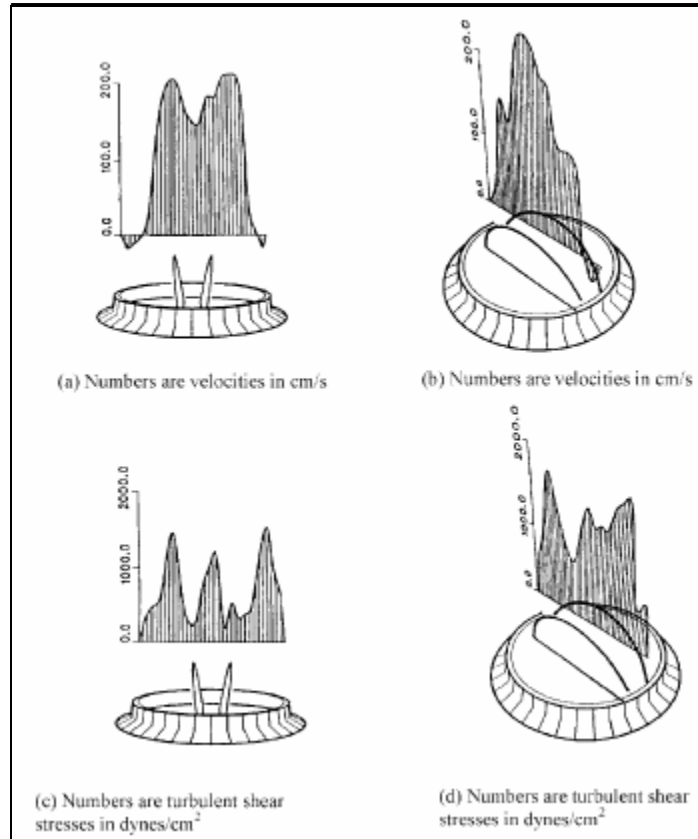 200.0
100.0
0.0
(a) Numbers are velocities in cm/s
200.0
100.0
0.0
(b) Numbers are velocities in cm/s
2000.0
1000.0
0.0
(c) Numbers are turbulent shear
stresses in dynes/cm²
2000.0
1000.0
0.0
(d) Numbers are turbulent shear
stresses in dynes/cm²